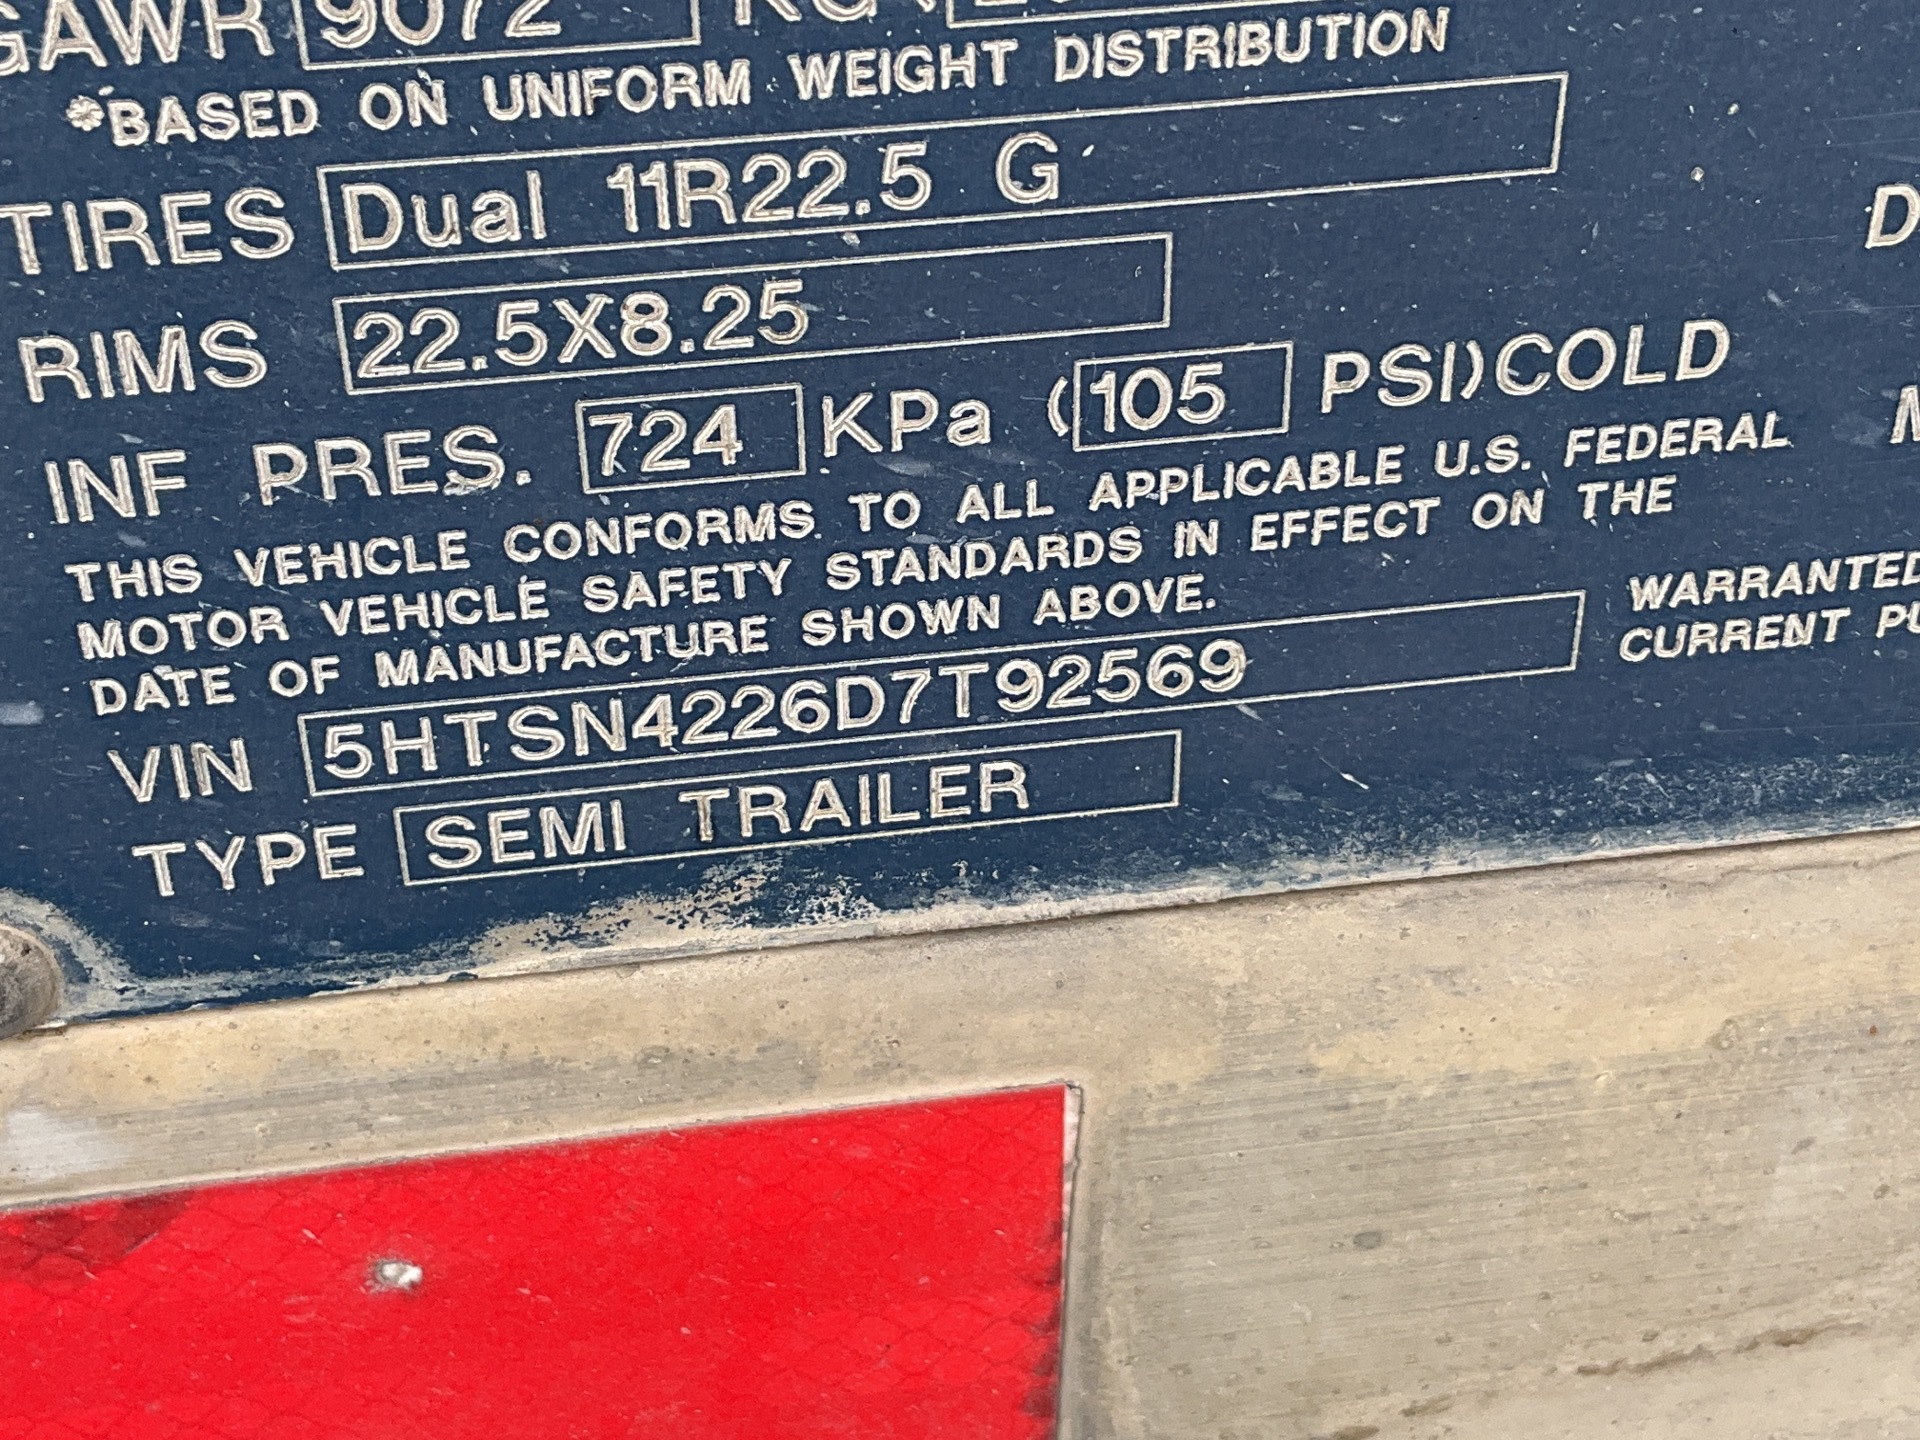 GAWR 9072 KG
*BASED ON UNIFORM WEIGHT DISTRIBUTION
TIRES Dual 11R22.5 G
RIMS 22.5X8.25
INF PRES. 724 KPa (105 PSI)COLD
THIS VEHICLE CONFORMS TO ALL APPLICABLE U.S. FEDERAL
MOTOR VEHICLE SAFETY STANDARDS IN EFFECT ON THE
DATE OF MANUFACTURE SHOWN ABOVE.
VIN 5HTSN4226D7T92569
TYPE SEMI TRAILER
D
WARRANTED
CURRENT PU